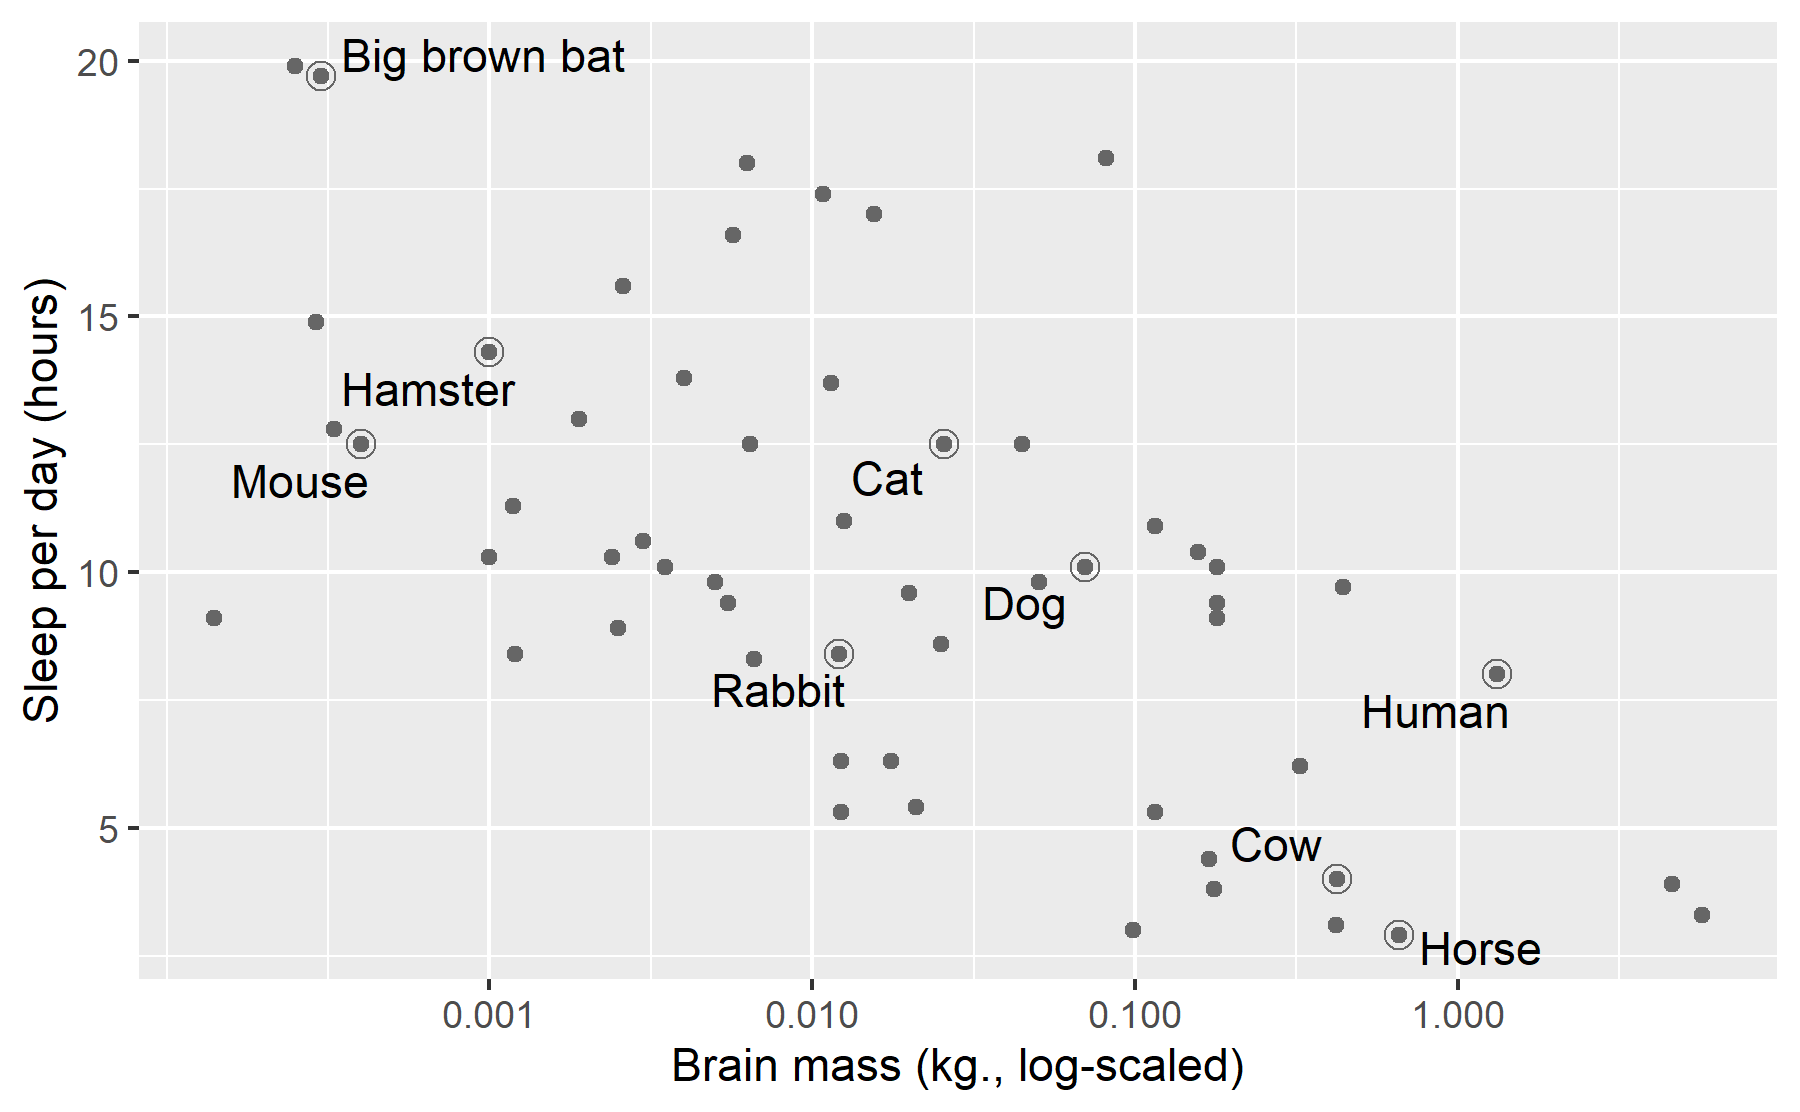 Big brown bat
Hamster
Mouse
Cat
Dog
Rabbit
Human
Cow
Horse
20
15
10
5
Sleep per day (hours)
0.001
0.010
0.100
1.000
Brain mass (kg., log-scaled)